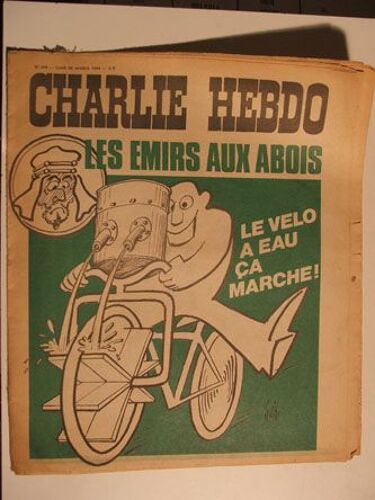 CHARLIE HEBDO
LES EMIRS AUX ABOIS
LE VELO
A EAU
ÇA
MARCHE!